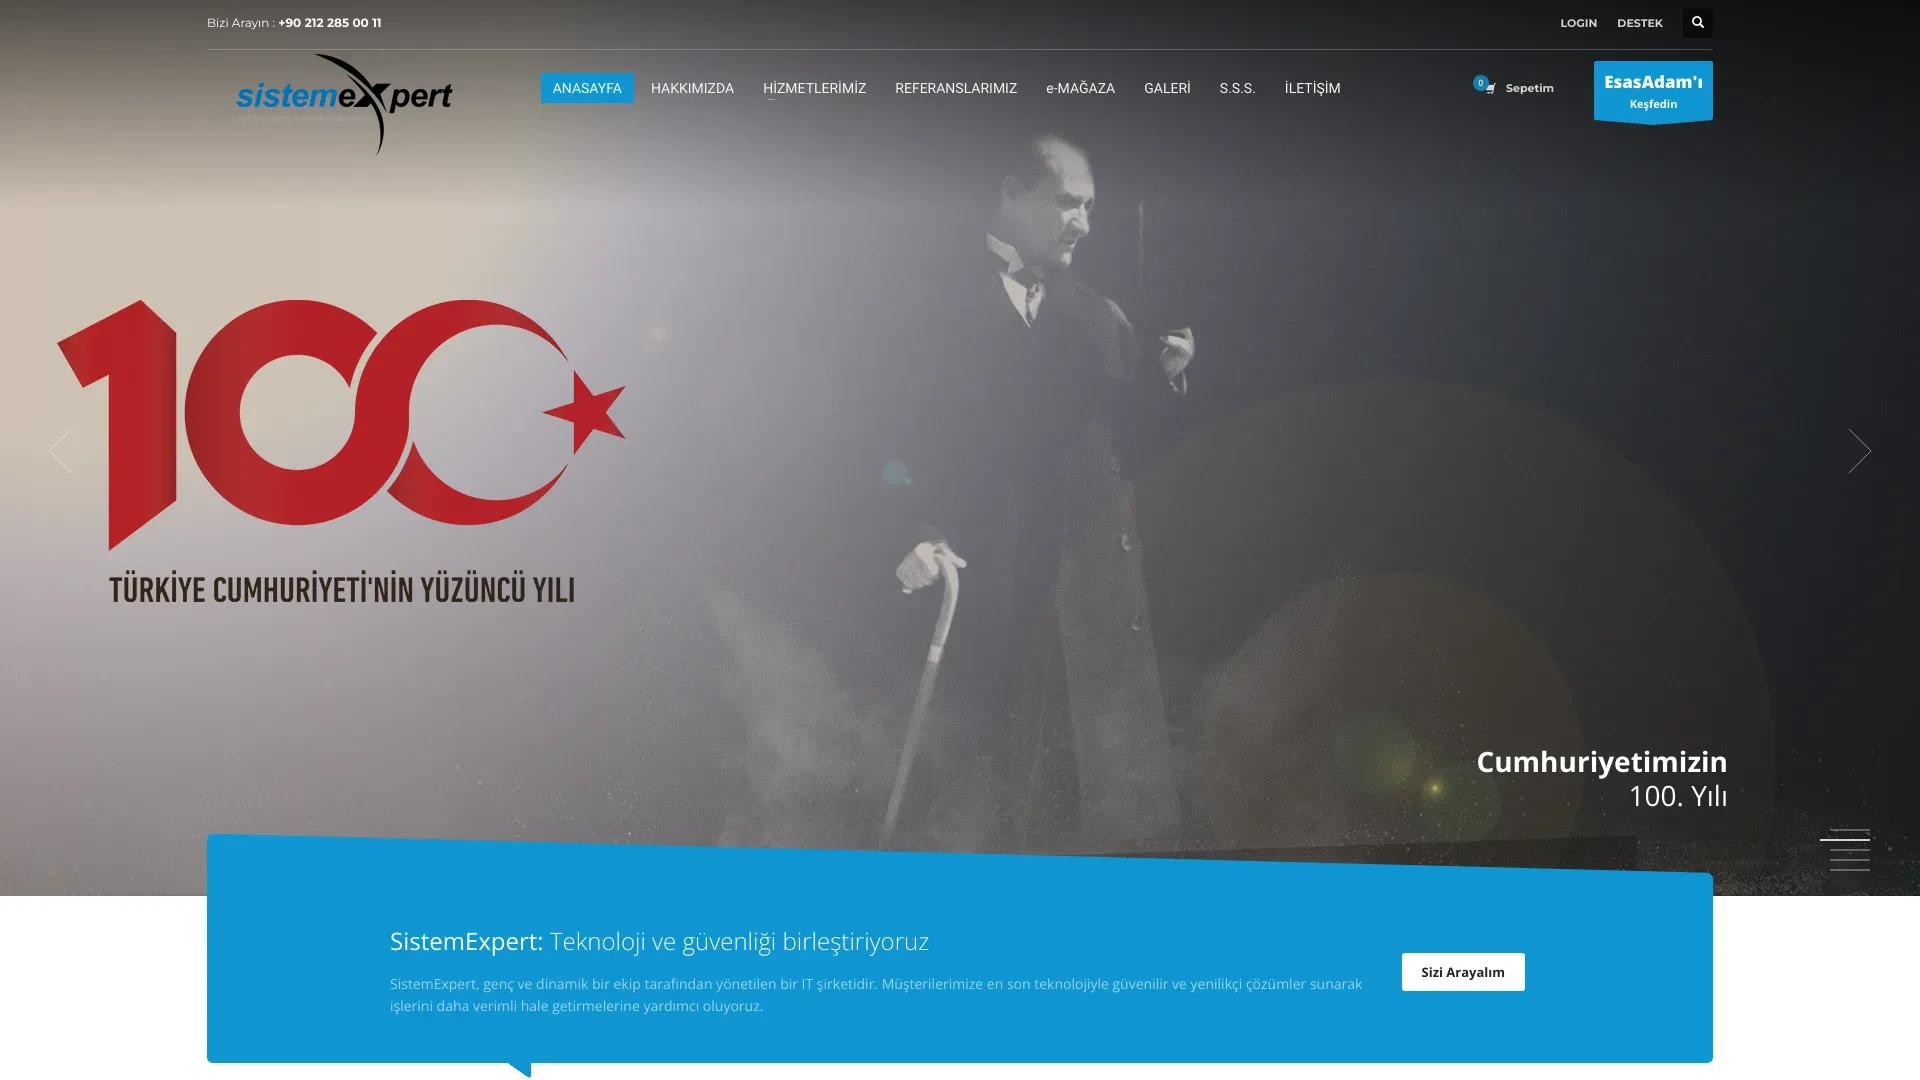 Bizi Arayın : +90 212 285 00 11
LOGIN
DESTEK
sistemeXpert
ANASAYFA
HAKKIMIZDA
HİZMETLERİMİZ
REFERANSLARIMIZ
e-MAĞAZA
GALERİ
S.S.S.
İLETİŞİM
0
Sepetim
EsasAdam'ı
Keşfedin
100
TÜRKİYE CUMHURİYETİ'NİN YÜZÜNCÜ YILI
Cumhuriyetimizin
100. Yılı
SistemExpert: Teknoloji ve güvenliği birleştiriyoruz
SistemExpert, genç ve dinamik bir ekip tarafından yönetilen bir IT şirketidir. Müşterilerimize en son teknolojiyle güvenilir ve yenilikçi çözümler sunarak
işlerini daha verimli hale getirmelerine yardımcı oluyoruz.
Sizi Arayalım